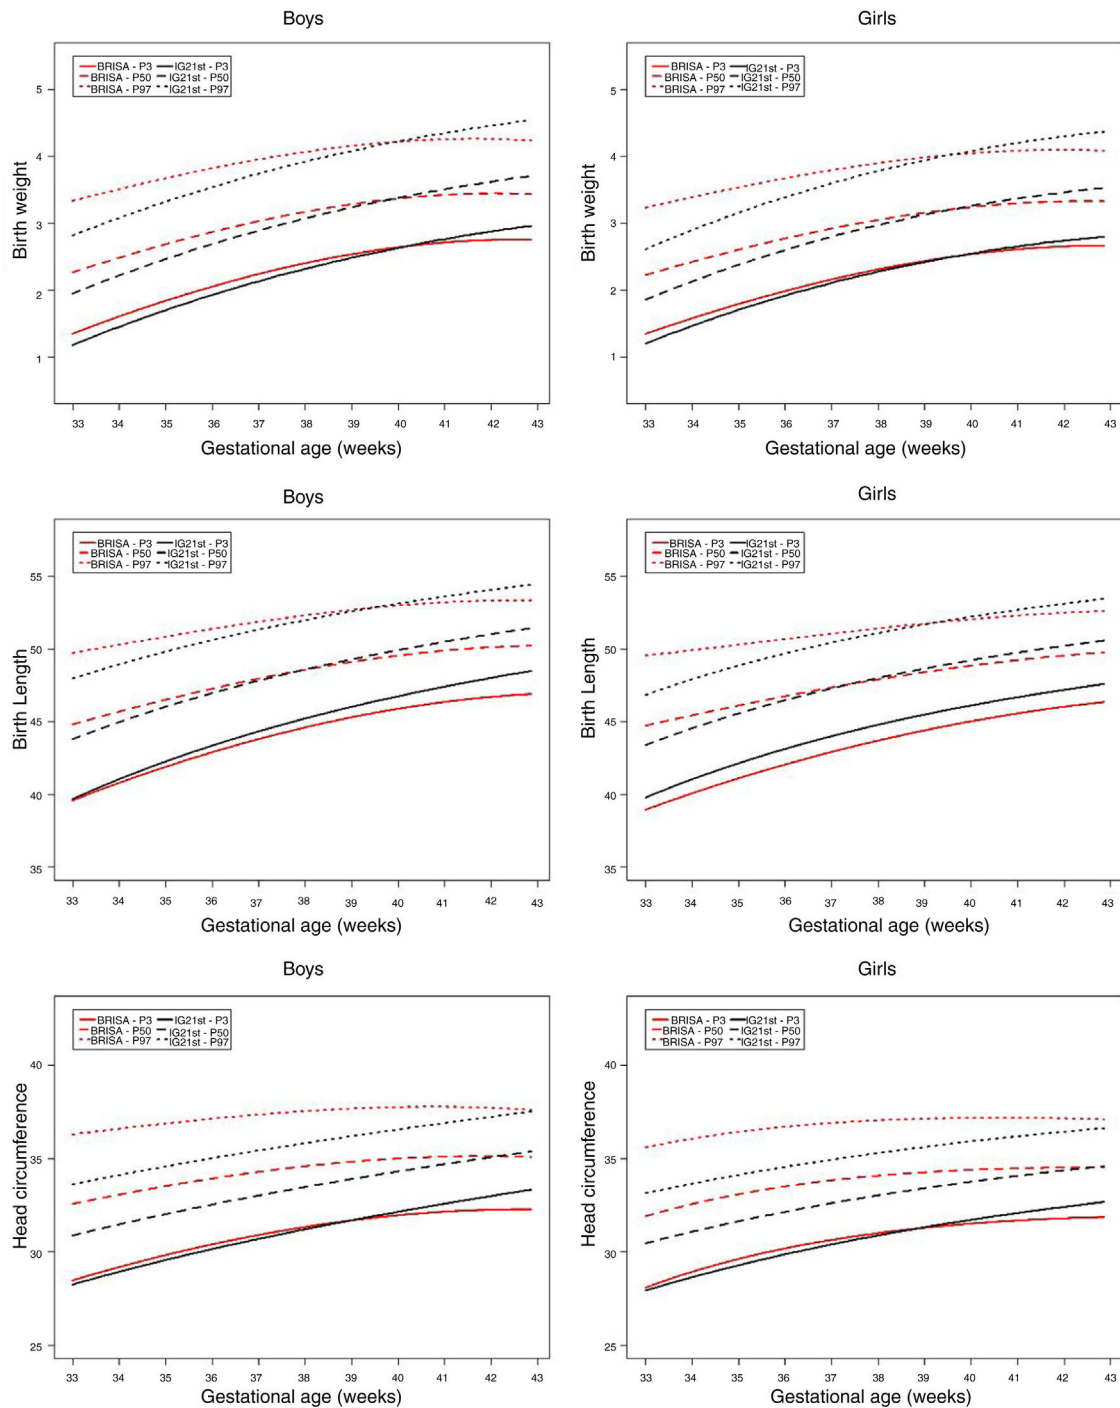 Boys
Girls
BRISA - P3 IG21st - P3
BRISA - P50 IG21st - P50
BRISA - P97 IG21st - P97
Birth weight
5
4
3
2
1
33 34 35 36 37 38 39 40 41 42 43
Gestational age (weeks)
BRISA - P3 IG21st - P3
BRISA - P50 IG21st - P50
BRISA - P97 IG21st - P97
Birth weight
5
4
3
2
1
33 34 35 36 37 38 39 40 41 42 43
Gestational age (weeks)
Boys
Girls
BRISA - P3 IG21st - P3
BRISA - P50 IG21st - P50
BRISA - P97 IG21st - P97
Birth Length
55
50
45
40
35
33 34 35 36 37 38 39 40 41 42 43
Gestational age (weeks)
BRISA - P3 IG21st - P3
BRISA - P50 IG21st - P50
BRISA - P97 IG21st - P97
Birth Length
55
50
45
40
35
33 34 35 36 37 38 39 40 41 42 43
Gestational age (weeks)
Boys
Girls
BRISA - P3 IG21st - P3
BRISA - P50 IG21st - P50
BRISA - P97 IG21st - P97
Head circumference
40
35
30
25
33 34 35 36 37 38 39 40 41 42 43
Gestational age (weeks)
BRISA - P3 IG21st - P3
BRISA - P50 IG21st - P50
BRISA - P97 IG21st - P97
Head circumference
40
35
30
25
33 34 35 36 37 38 39 40 41 42 43
Gestational age (weeks)